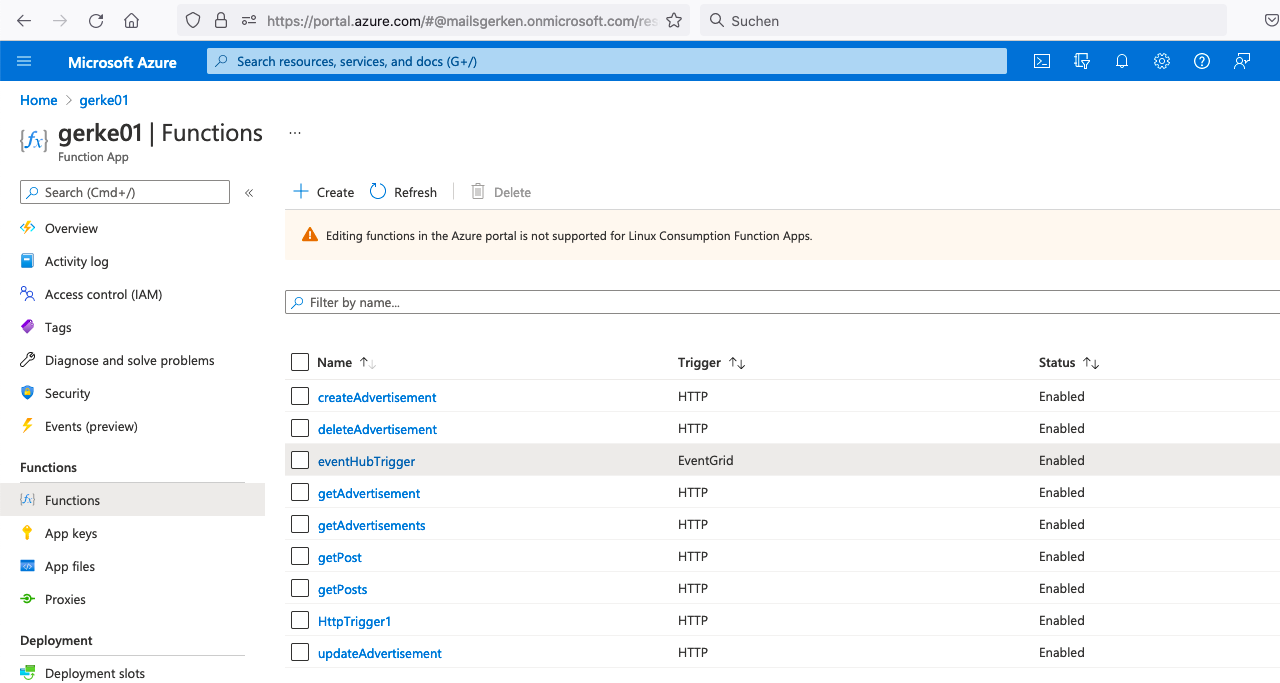 https://portal.azure.com/#@mailsgerken.onmicrosoft.com/res
Suchen
Microsoft Azure
Search resources, services, and docs (G+/)
Home > gerke01
gerke01 | Functions ...
Function App
Search (Cmd+/)
«
Overview
Activity log
Access control (IAM)
Tags
Diagnose and solve problems
Security
Events (preview)
Functions
Functions
App keys
App files
Proxies
Deployment
Deployment slots
Create Refresh Delete
Editing functions in the Azure portal is not supported for Linux Consumption Function Apps.
Filter by name...
Name Trigger Status
createAdvertisement HTTP Enabled
deleteAdvertisement HTTP Enabled
eventHubTrigger EventGrid Enabled
getAdvertisement HTTP Enabled
getAdvertisements HTTP Enabled
getPost HTTP Enabled
getPosts HTTP Enabled
HttpTrigger1 HTTP Enabled
updateAdvertisement HTTP Enabled